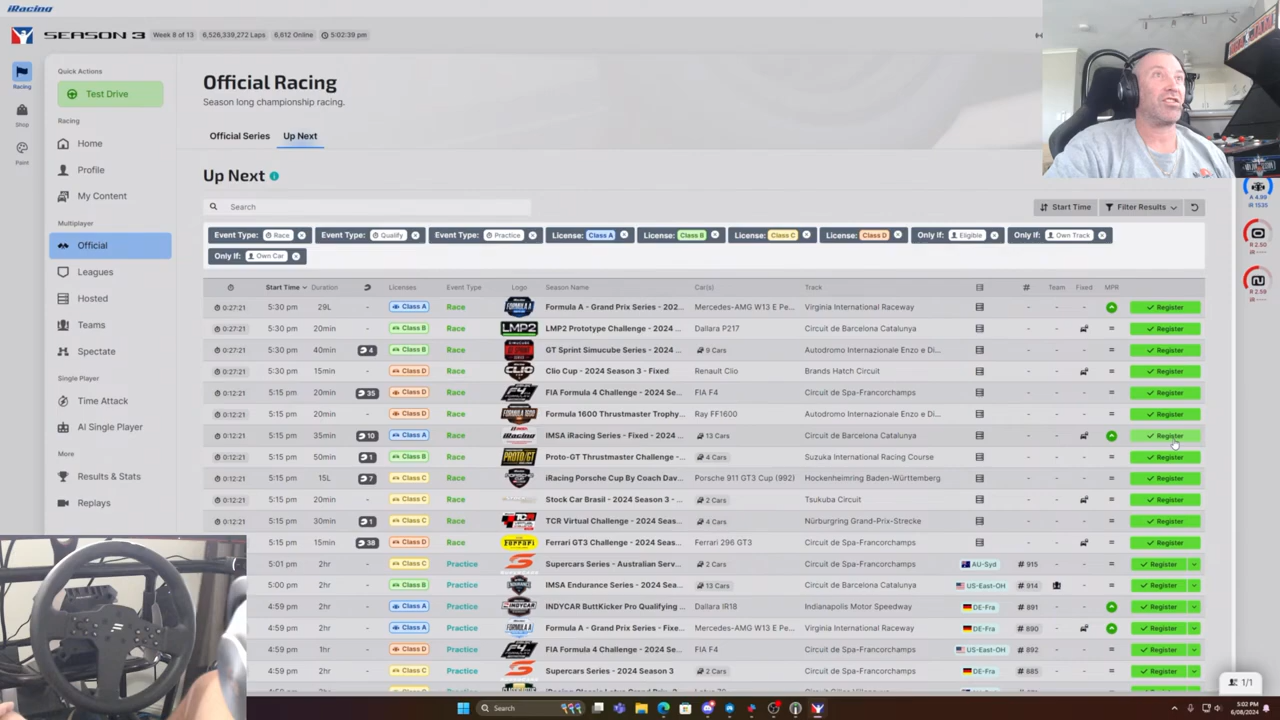 iRacing
SEASON 3 Week 8 of 13 6,526,339,272 Laps 6,612 Online 5:02:39 pm
Racing
Shop
Paint
Quick Actions
Test Drive
Racing
Home
Profile
My Content
Multiplayer
Official
Leagues
Hosted
Teams
Spectate
Single Player
Time Attack
AI Single Player
More
Results & Stats
Replays
Official Racing
Season long championship racing.
Official Series Up Next
Up Next
Search Start Time Filter Results
Event Type: Race Event Type: Qualify Event Type: Practice License: Class A License: Class B License: Class C License: Class D Only If: Eligible Only If: Own Track
Only If: Own Car
Start Time Duration Licenses Event Type Logo Season Name Car(s) Track # Team Fixed MPR
0:27:21 5:30 pm 29L - Class A Race Formula A - Grand Prix Series - 202... Mercedes-AMG W13 E Pe... Virginia International Raceway - - - Register
0:27:21 5:30 pm 20min - Class B Race LMP2 Prototype Challenge - 2024 ... Dallara P217 Circuit de Barcelona Catalunya - - = Register
0:27:21 5:30 pm 40min 4 Class B Race GT Sprint Simucube Series - 2024 ... 9 Cars Autodromo Internazionale Enzo e Di... - - - = Register
0:27:21 5:30 pm 15min - Class D Race Clio Cup - 2024 Season 3 - Fixed Renault Clio Brands Hatch Circuit - - = Register
0:12:21 5:15 pm 20min 35 Class D Race FIA Formula 4 Challenge - 2024 Se... FIA F4 Circuit de Spa-Francorchamps - - = Register
0:12:21 5:15 pm 20min - Class D Race Formula 1600 Thrustmaster Trophy... Ray FF1600 Autodromo Internazionale Enzo e Di... - - - = Register
0:12:21 5:15 pm 35min 10 Class A Race IMSA iRacing Series - Fixed - 2024... 13 Cars Circuit de Barcelona Catalunya - - Register
0:12:21 5:15 pm 50min 1 Class B Race Proto-GT Thrustmaster Challenge -... 4 Cars Suzuka International Racing Course - - - = Register
0:12:21 5:15 pm 15L 7 Class C Race iRacing Porsche Cup By Coach Dav... Porsche 911 GT3 Cup (992) Hockenheimring Baden-Württemberg - - - = Register
0:12:21 5:15 pm 20min - Class C Race Stock Car Brasil - 2024 Season 3 -... 2 Cars Tsukuba Circuit - - = Register
0:12:21 5:15 pm 30min 1 Class C Race TCR Virtual Challenge - 2024 Seas... 4 Cars Nürburgring Grand-Prix-Strecke - - - = Register
5:15 pm 15min 38 Class D Race Ferrari GT3 Challenge - 2024 Seas... Ferrari 296 GT3 Circuit de Spa-Francorchamps - - = Register
5:01 pm 2hr Class C Practice Supercars Series - Australian Serv... 2 Cars Circuit de Spa-Francorchamps AU-Syd # 915 - - = Register
5:00 pm 2hr Class B Practice IMSA Endurance Series - 2024 Sea... 13 Cars Circuit de Barcelona Catalunya US-East-OH # 914 - = Register
4:59 pm 2hr Class A Practice INDYCAR ButtKicker Pro Qualifying ... Dallara IR18 Indianapolis Motor Speedway DE-Fra # 891 - - Register
4:59 pm 2hr Class A Practice Formula A - Grand Prix Series - Fixe... Mercedes-AMG W13 E Pe... Virginia International Raceway DE-Fra # 890 - Register
4:59 pm 1hr Class D Practice FIA Formula 4 Challenge - 2024 Se... FIA F4 Circuit de Spa-Francorchamps US-East-OH # 892 - = Register
4:59 pm 2hr Class C Practice Supercars Series - 2024 Season 3 2 Cars Circuit de Spa-Francorchamps DE-Fra # 885 - - = Register
A 4.99
iR 1535
R 2.50
R 2.59
1/1
Search
5:02 PM
6/08/2024